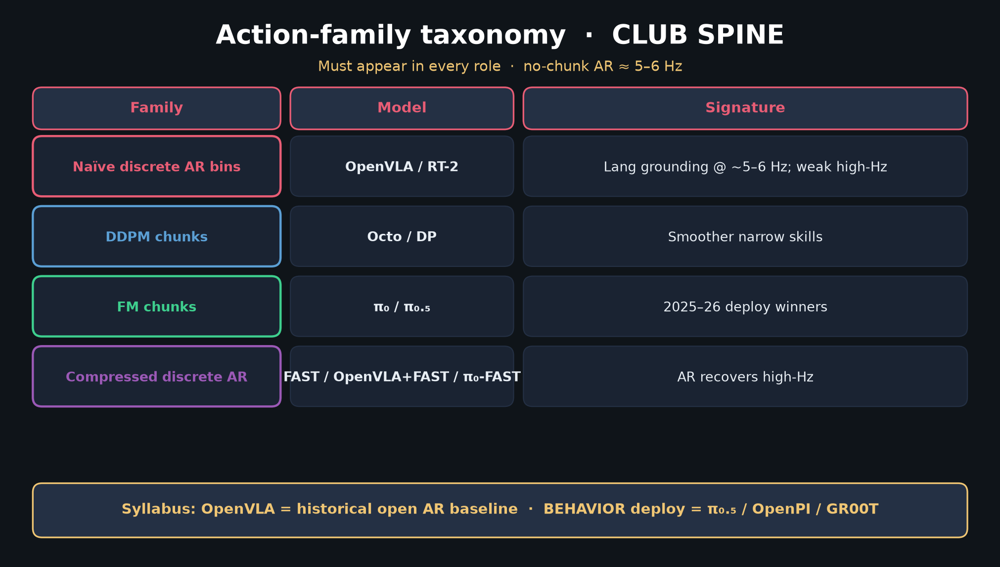 Action-family taxonomy · CLUB SPINE
Must appear in every role · no-chunk AR ≈ 5–6 Hz
Family Model Signature
Naïve discrete AR bins OpenVLA / RT-2 Lang grounding @ ~5–6 Hz; weak high-Hz
DDPM chunks Octo / DP Smoother narrow skills
FM chunks π₀ / π₀.₅ 2025–26 deploy winners
Compressed discrete AR FAST / OpenVLA+FAST / π₀-FAST AR recovers high-Hz
Syllabus: OpenVLA = historical open AR baseline · BEHAVIOR deploy = π₀.₅ / OpenPI / GR00T